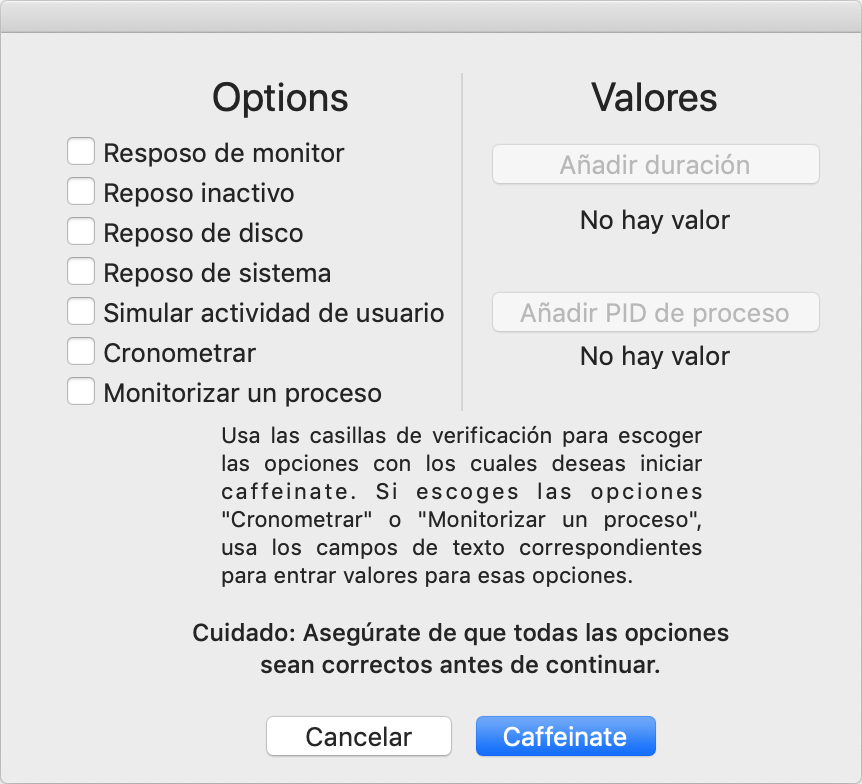 Options
Resposo de monitor
Reposo inactivo
Reposo de disco
Reposo de sistema
Simular actividad de usuario
Cronometrar
Monitorizar un proceso
Valores
Añadir duración
No hay valor
Añadir PID de proceso
No hay valor
Usa las casillas de verificación para escoger
las opciones con los cuales deseas iniciar
caffeinate. Si escoges las opciones
"Cronometrar" o "Monitorizar un proceso",
usa los campos de texto correspondientes
para entrar valores para esas opciones.
Cuidado: Asegúrate de que todas las opciones
sean correctos antes de continuar.
Cancelar
Caffeinate